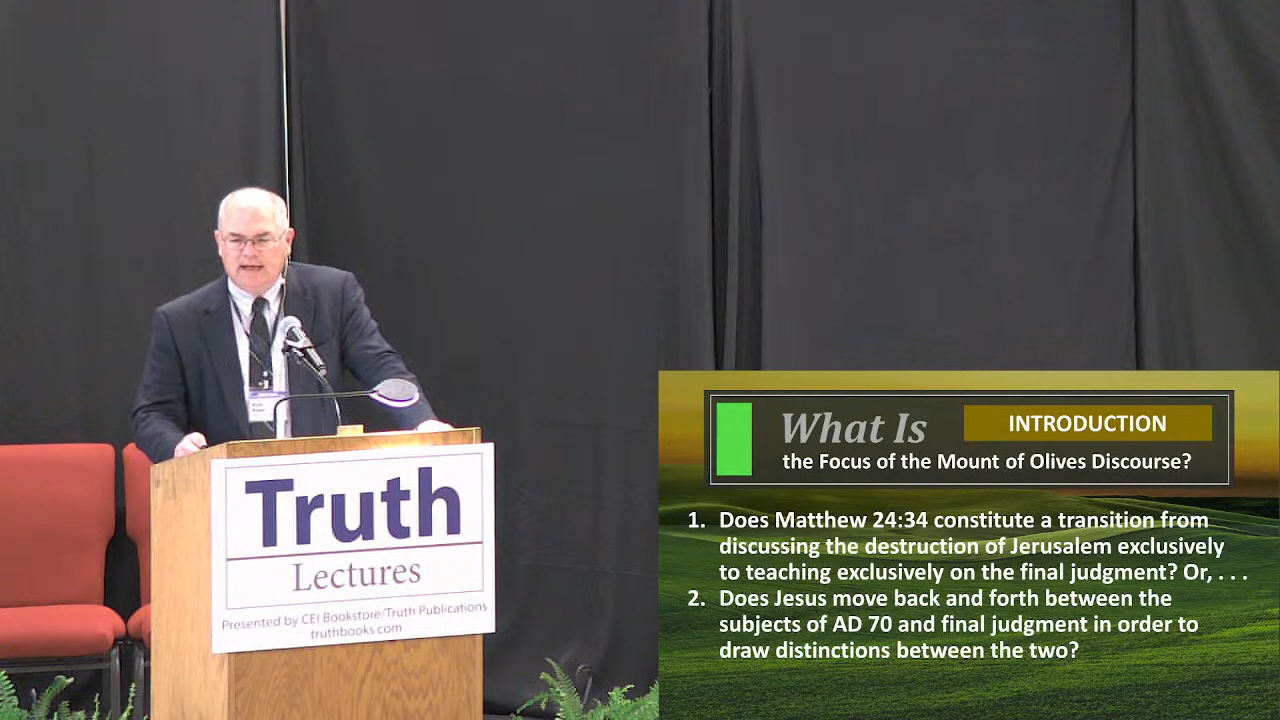 Truth
Lectures
Presented by CEI Bookstore/Truth Publications
truthbooks.com
What Is
INTRODUCTION
the Focus of the Mount of Olives Discourse?
1. Does Matthew 24:34 constitute a transition from
discussing the destruction of Jerusalem exclusively
to teaching exclusively on the final judgment? Or, . . .
2. Does Jesus move back and forth between the
subjects of AD 70 and final judgment in order to
draw distinctions between the two?